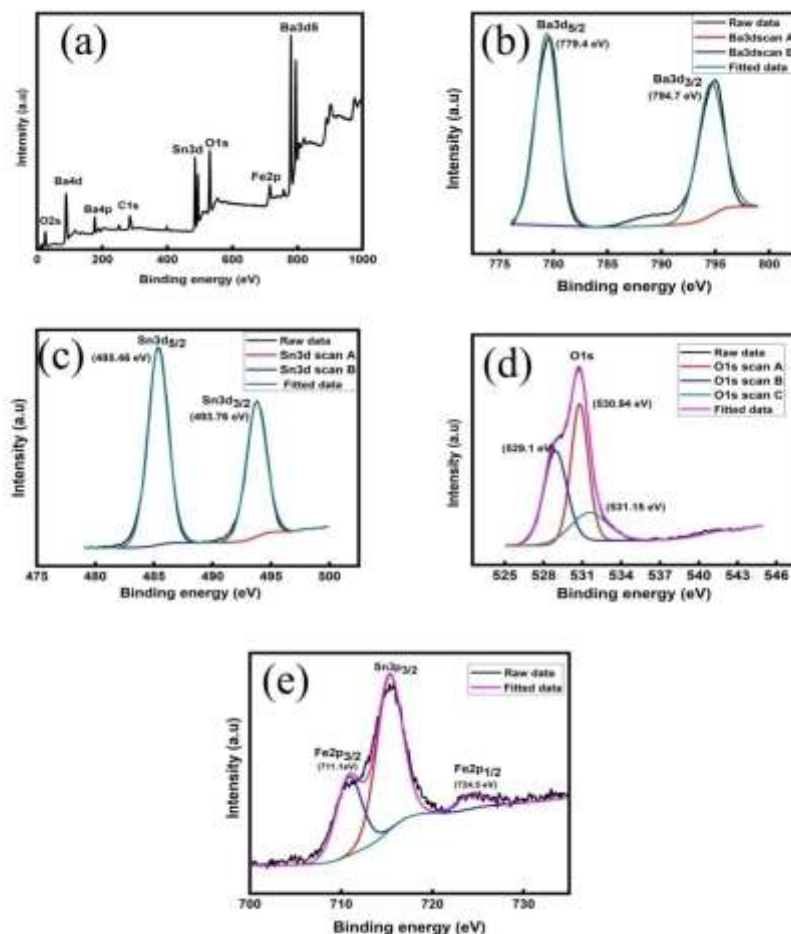 (a)
Ba3d5
Sn3d
O1s
Fe2p
Ba4d
Ba4p
C1s
O2s
Intensity (a.u)
0 200 400 600 800 1000
Binding energy (eV)
(b)
Ba3d5/2
(779.4 eV)
Ba3d3/2
(794.7 eV)
Raw data
Ba3dscan A
Ba3dscan B
Fitted data
Intensity (a.u)
775 780 785 790 795 800
Binding energy (eV)
(c)
Sn3d5/2
(485.46 eV)
Sn3d3/2
(493.76 eV)
Raw data
Sn3d scan A
Sn3d scan B
Fitted data
Intensity (a.u)
475 480 485 490 495 500
Binding energy (eV)
(d)
O1s
(530.94 eV)
(529.1 eV)
(531.15 eV)
Raw data
O1s scan A
O1s scan B
O1s scan C
Fitted data
Intensity (a.u)
525 528 531 534 537 540 543 546
Binding energy (eV)
(e)
Sn3p3/2
Fe2p3/2
(711.1eV)
Fe2p1/2
(724.5 eV)
Raw data
Fitted data
Intensity (a.u)
700 710 720 730
Binding energy (eV)